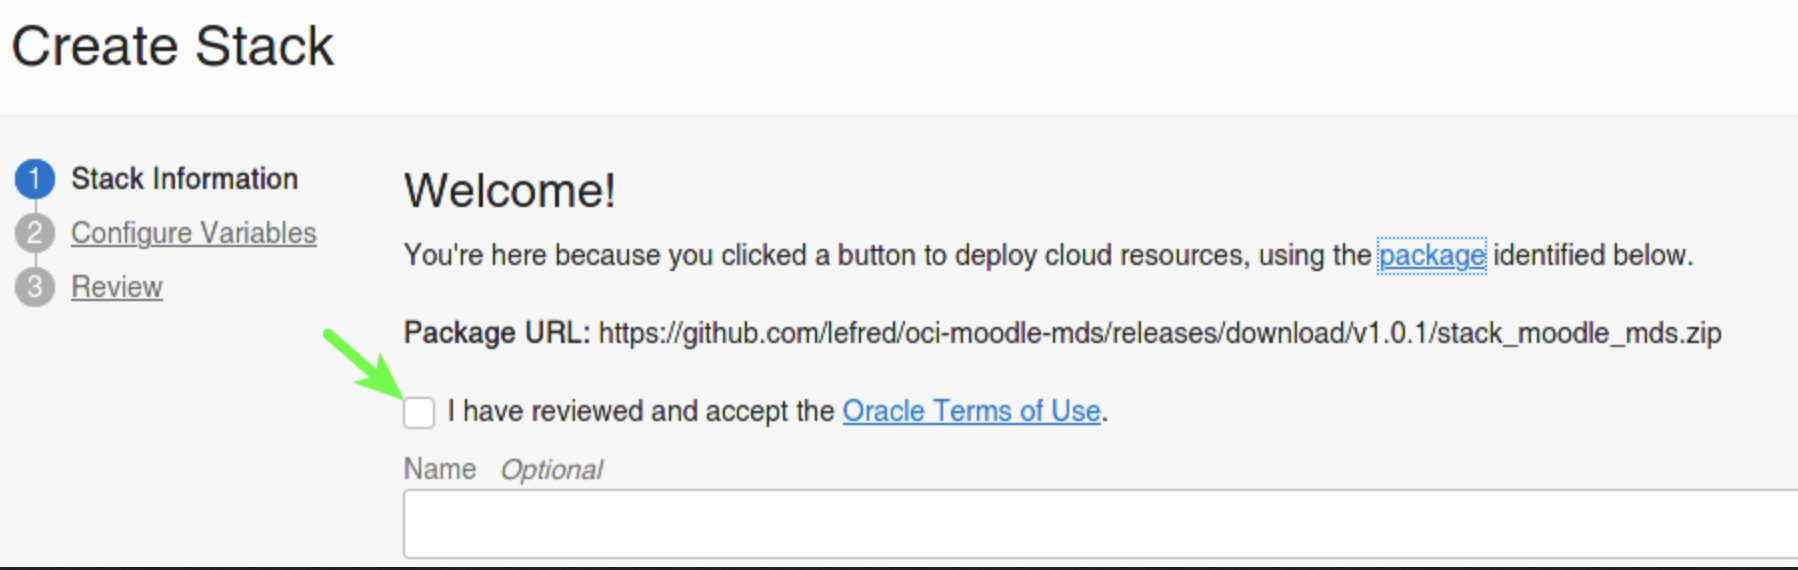 Create Stack
1 Stack Information
2 Configure Variables
3 Review
Welcome!
You're here because you clicked a button to deploy cloud resources, using the package identified below.
Package URL: https://github.com/lefred/oci-moodle-mds/releases/download/v1.0.1/stack_moodle_mds.zip
I have reviewed and accept the Oracle Terms of Use.
Name Optional